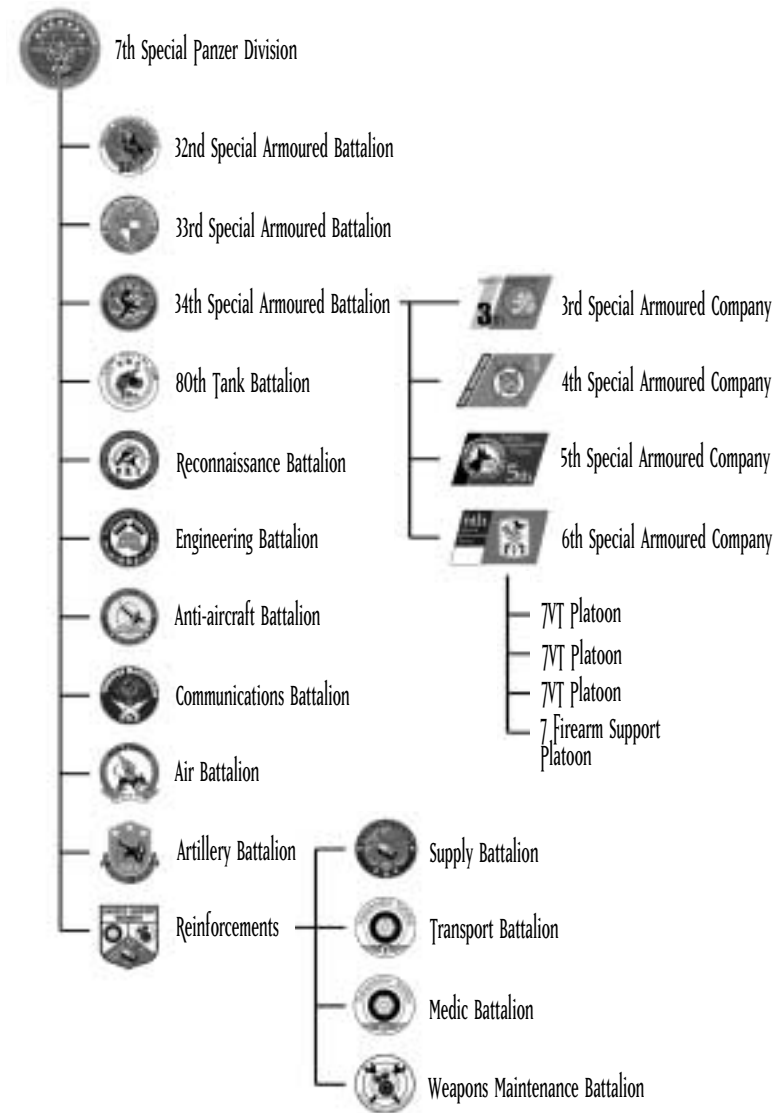 7th Special Panzer Division
32nd Special Armoured Battalion
33rd Special Armoured Battalion
34th Special Armoured Battalion
3rd Special Armoured Company
80th Tank Battalion
4th Special Armoured Company
Reconnaissance Battalion
5th Special Armoured Company
Engineering Battalion
6th Special Armoured Company
Anti-aircraft Battalion
7VT Platoon
7VT Platoon
Communications Battalion
7VT Platoon
7 Firearm Support
Platoon
Air Battalion
Artillery Battalion
Supply Battalion
Reinforcements
Transport Battalion
Medic Battalion
Weapons Maintenance Battalion
3
5th
6th